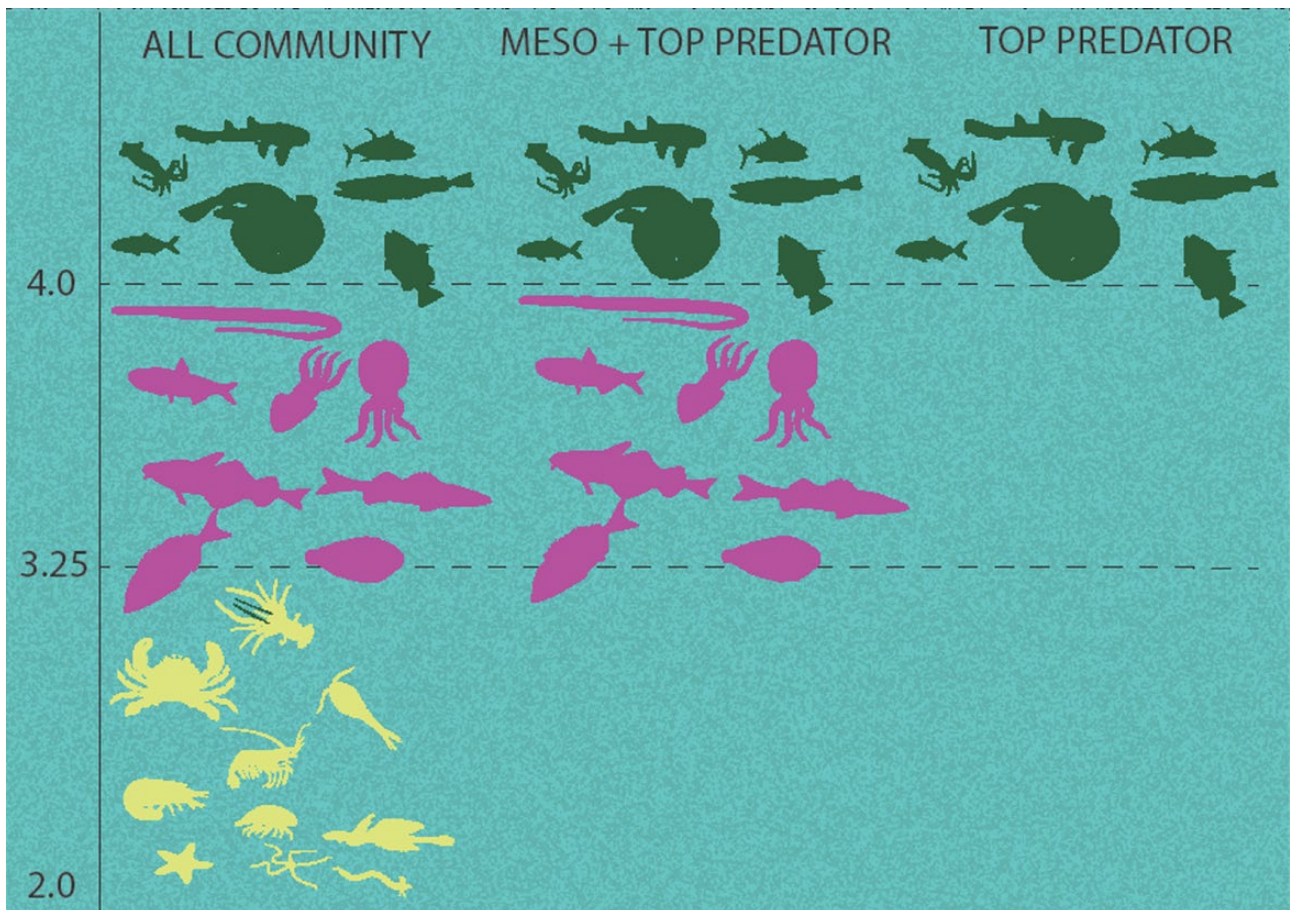 ALL COMMUNITY
MESO + TOP PREDATOR
TOP PREDATOR
4.0
3.25
2.0